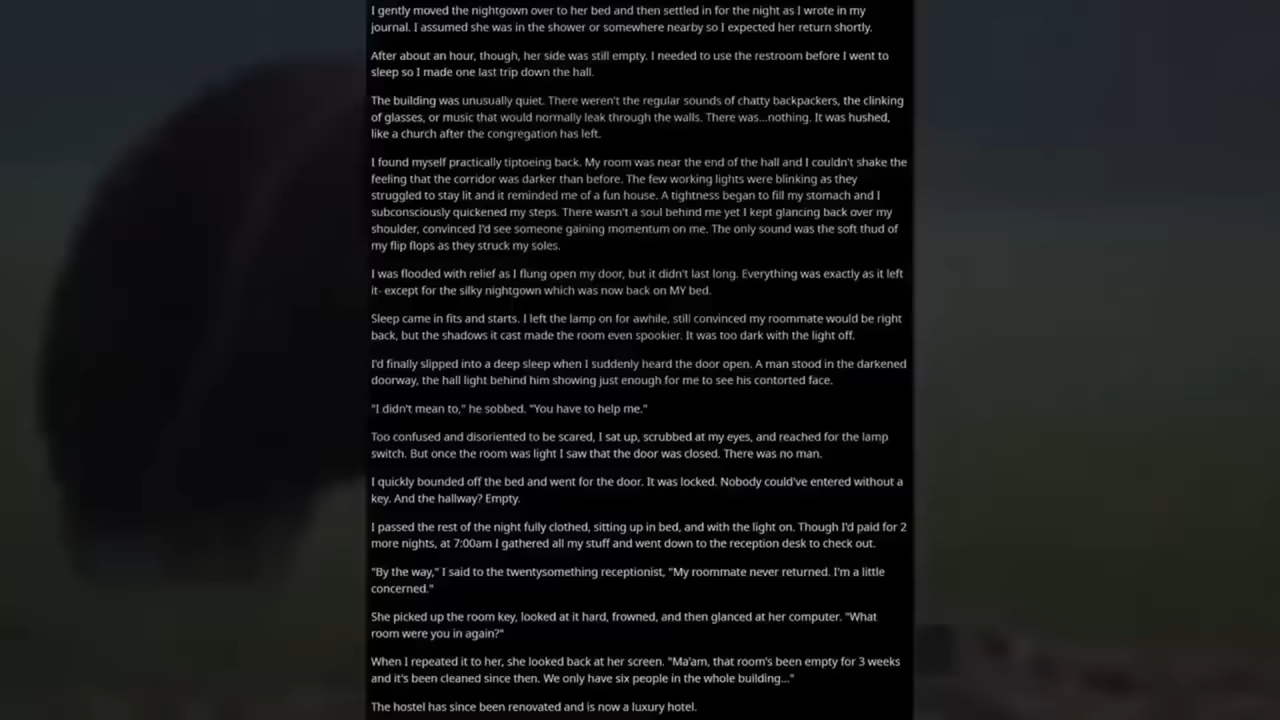 I gently moved the nightgown over to her bed and then settled in for the night as I wrote in my
journal. I assumed she was in the shower or somewhere nearby so I expected her return shortly.
After about an hour, though, her side was still empty. I needed to use the restroom before I went to
sleep so I made one last trip down the hall.
The building was unusually quiet. There weren't the regular sounds of chatty backpackers, the clinking
of glasses, or music that would normally leak through the walls. There was...nothing. It was hushed,
like a church after the congregation has left.
I found myself practically tiptoeing back. My room was near the end of the hall and I couldn't shake the
feeling that the corridor was darker than before. The few working lights were blinking as they
struggled to stay lit and it reminded me of a fun house. A tightness began to fill my stomach and I
subconsciously quickened my steps. There wasn't a soul behind me yet I kept glancing back over my
shoulder, convinced I'd see someone gaining momentum on me. The only sound was the soft thud of
my flip flops as they struck my soles.
I was flooded with relief as I flung open my door, but it didn't last long. Everything was exactly as it left
it- except for the silky nightgown which was now back on MY bed.
Sleep came in fits and starts. I left the lamp on for awhile, still convinced my roommate would be right
back, but the shadows it cast made the room even spookier. It was too dark with the light off.
I'd finally slipped into a deep sleep when I suddenly heard the door open. A man stood in the darkened
doorway, the hall light behind him showing just enough for me to see his contorted face.
"I didn't mean to," he sobbed. "You have to help me."
Too confused and disoriented to be scared, I sat up, scrubbed at my eyes, and reached for the lamp
switch. But once the room was light I saw that the door was closed. There was no man.
I quickly bounded off the bed and went for the door. It was locked. Nobody could've entered without a
key. And the hallway? Empty.
I passed the rest of the night fully clothed, sitting up in bed, and with the light on. Though I'd paid for 2
more nights, at 7:00am I gathered all my stuff and went down to the reception desk to check out.
"By the way," I said to the twentysomething receptionist, "My roommate never returned. I'm a little
concerned."
She picked up the room key, looked at it hard, frowned, and then glanced at her computer. "What
room were you in again?"
When I repeated it to her, she looked back at her screen. "Ma'am, that room's been empty for 3 weeks
and it's been cleaned since then. We only have six people in the whole building..."
The hostel has since been renovated and is now a luxury hotel.